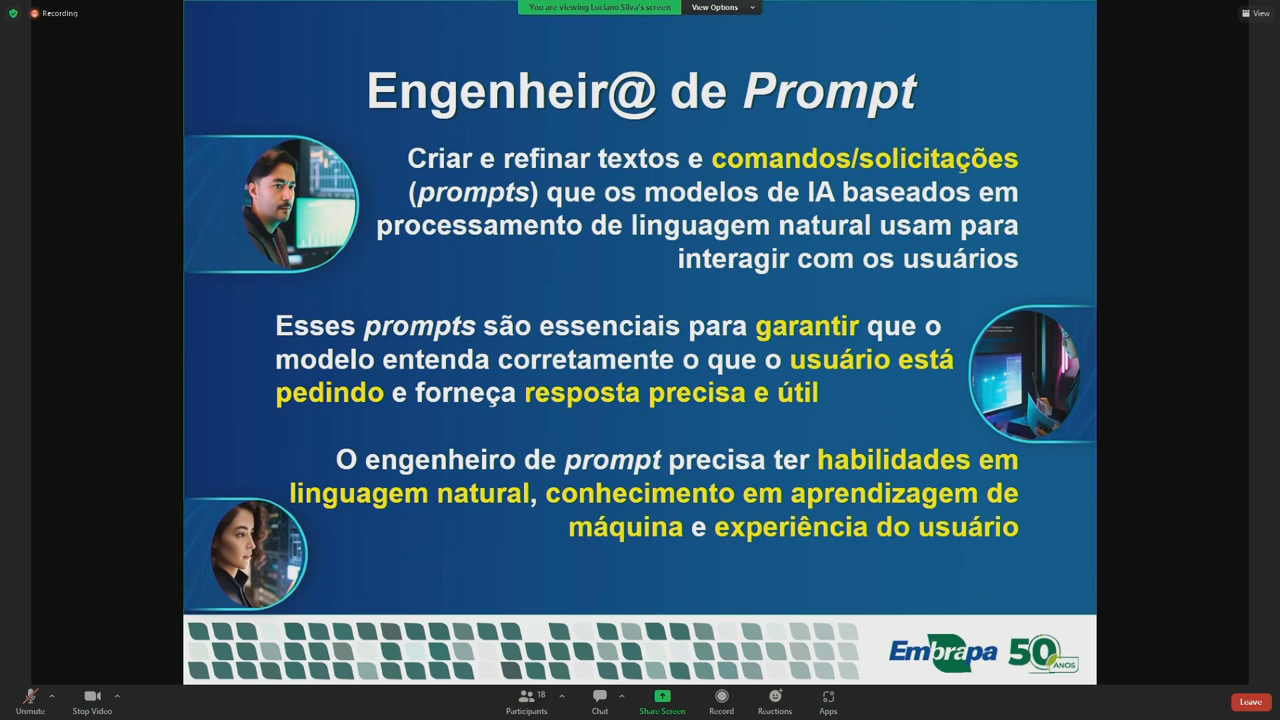 Recording
You are viewing Luciano Silva's screen
View Options
View
Engenheir@ de Prompt
Criar e refinar textos e comandos/solicitações
(prompts) que os modelos de IA baseados em
processamento de linguagem natural usam para
interagir com os usuários
Esses prompts são essenciais para garantir que o
modelo entenda corretamente o que o usuário está
pedindo e forneça resposta precisa e útil
O engenheiro de prompt precisa ter habilidades em
linguagem natural, conhecimento em aprendizagem de
máquina e experiência do usuário
Embrapa 50 ANOS
Unmute
Stop Video
18
Participants
Chat
Share Screen
Record
Reactions
Apps
Leave